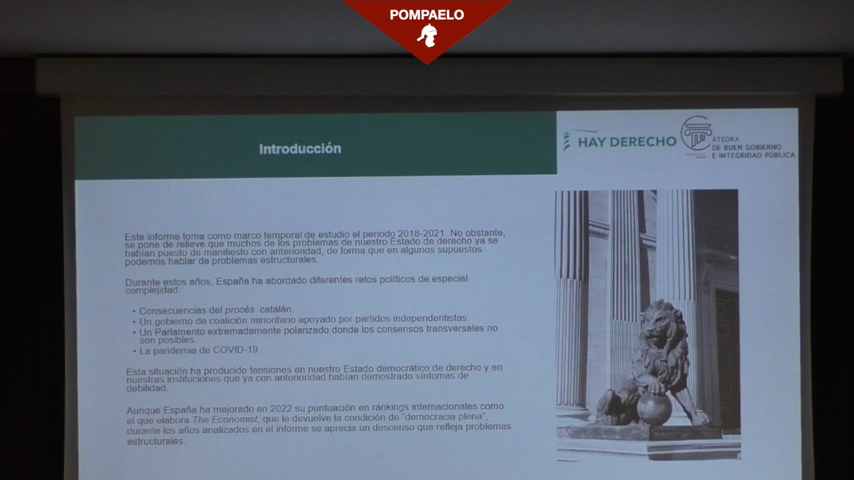 POMPAELO
Introducción
HAY DERECHO
CÁTEDRA
DE BUEN GOBIERNO
E INTEGRIDAD PÚBLICA
Este informe toma como marco temporal de estudio el periodo 2018-2021. No obstante,
se pone de relieve que muchos de los problemas de nuestro Estado de derecho ya se
habían puesto de manifiesto con anterioridad, de forma que en algunos supuestos
podemos hablar de problemas estructurales.
Durante estos años, España ha abordado diferentes retos políticos de especial
complejidad:
• Consecuencias del procés catalán.
• Un gobierno de coalición minoritario apoyado por partidos independentistas.
• Un Parlamento extremadamente polarizado donde los consensos transversales no
son posibles
• La pandemia de COVID-19.
Esta situación ha producido tensiones en nuestro Estado democrático de derecho y en
nuestras instituciones que ya con anterioridad habían demostrado síntomas de
debilidad.
Aunque España ha mejorado en 2022 su puntuación en ránkings internacionales como
el que elabora The Economist, que le devuelve la condición de “democracia plena”,
durante los años analizados en el informe se aprecia un descenso que refleja problemas
estructurales.